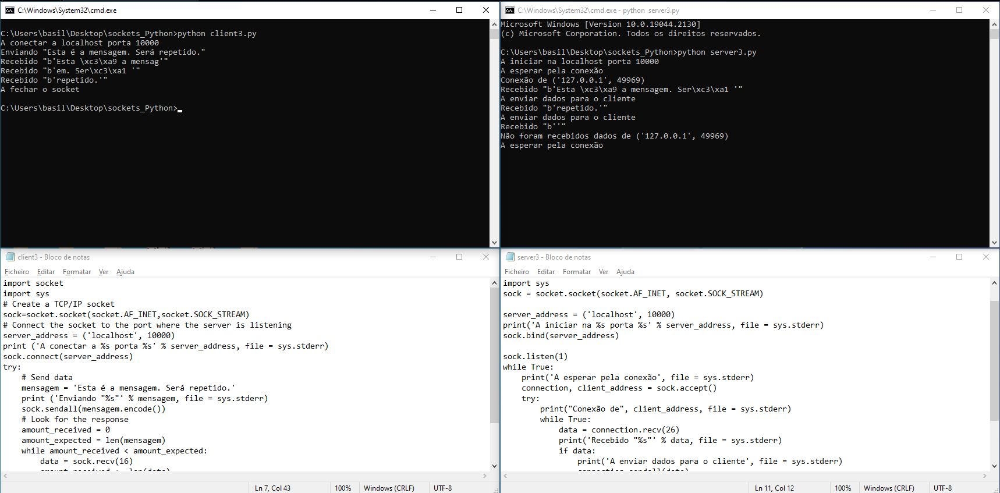 C:\Windows\System32\cmd.exe
C:\Users\basil\Desktop\sockets_Python>python client3.py
A conectar a localhost porta 10000
Enviando "Esta é a mensagem. Será repetido."
Recebido "b'Esta \xc3\xa9 a mensag'"
Recebido "b'em. Ser\xc3\xa1 '"
Recebido "b'repetido.'"
A fechar o socket
C:\Users\basil\Desktop\sockets_Python>
C:\Windows\System32\cmd.exe - python  server3.py
Microsoft Windows [Version 10.0.19044.2130]
(c) Microsoft Corporation. Todos os direitos reservados.
C:\Users\basil\Desktop\sockets_Python>python server3.py
A iniciar na localhost porta 10000
A esperar pela conexão
Conexão de ('127.0.0.1', 49969)
Recebido "b'Esta \xc3\xa9 a mensagem. Ser\xc3\xa1 '"
A enviar dados para o cliente
Recebido "b'repetido.'"
A enviar dados para o cliente
Recebido "b''"
Não foram recebidos dados de ('127.0.0.1', 49969)
A esperar pela conexão
client3 - Bloco de notas
Ficheiro Editar Formatar Ver Ajuda
import socket
import sys
# Create a TCP/IP socket
sock=socket.socket(socket.AF_INET,socket.SOCK_STREAM)
# Connect the socket to the port where the server is listening
server_address = ('localhost', 10000)
print ('A conectar a %s porta %s' % server_address, file = sys.stderr)
sock.connect(server_address)
try:
    # Send data
    mensagem = 'Esta é a mensagem. Será repetido.'
    print ('Enviando "%s"' % mensagem, file = sys.stderr)
    sock.sendall(mensagem.encode())
    # Look for the response
    amount_received = 0
    amount_expected = len(mensagem)
    while amount_received < amount_expected:
        data = sock.recv(16)
Ln 7, Col 43 100% Windows (CRLF) UTF-8
server3 - Bloco de notas
Ficheiro Editar Formatar Ver Ajuda
import sys
sock = socket.socket(socket.AF_INET, socket.SOCK_STREAM)
server_address = ('localhost', 10000)
print('A iniciar na %s porta %s' % server_address, file = sys.stderr)
sock.bind(server_address)
sock.listen(1)
while True:
    print('A esperar pela conexão', file = sys.stderr)
    connection, client_address = sock.accept()
    try:
        print("Conexão de", client_address, file = sys.stderr)
        while True:
            data = connection.recv(26)
            print('Recebido "%s"' % data, file = sys.stderr)
            if data:
                print('A enviar dados para o cliente', file = sys.stderr)
Ln 11, Col 12 100% Windows (CRLF) UTF-8